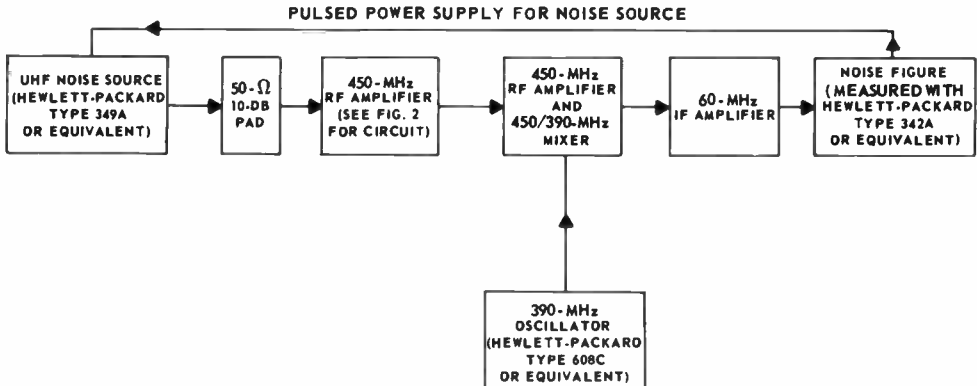 PULSED POWER SUPPLY FOR NOISE SOURCE
UHF NOISE SOURCE
(HEWLETT-PACKARD
TYPE 349A
OR EQUIVALENT)
50-Ω
10-DB
PAD
450-MHz
RF AMPLIFIER
(SEE FIG. 2
FOR CIRCUIT)
450-MHz
RF AMPLIFIER
AND
450/390-MHz
MIXER
60-MHz
IF AMPLIFIER
NOISE FIGURE
(MEASURED WITH
HEWLETT-PACKARD
TYPE 342A
OR EQUIVALENT)
390-MHz
OSCILLATOR
(HEWLETT-PACKARD
TYPE 608C
OR EQUIVALENT)